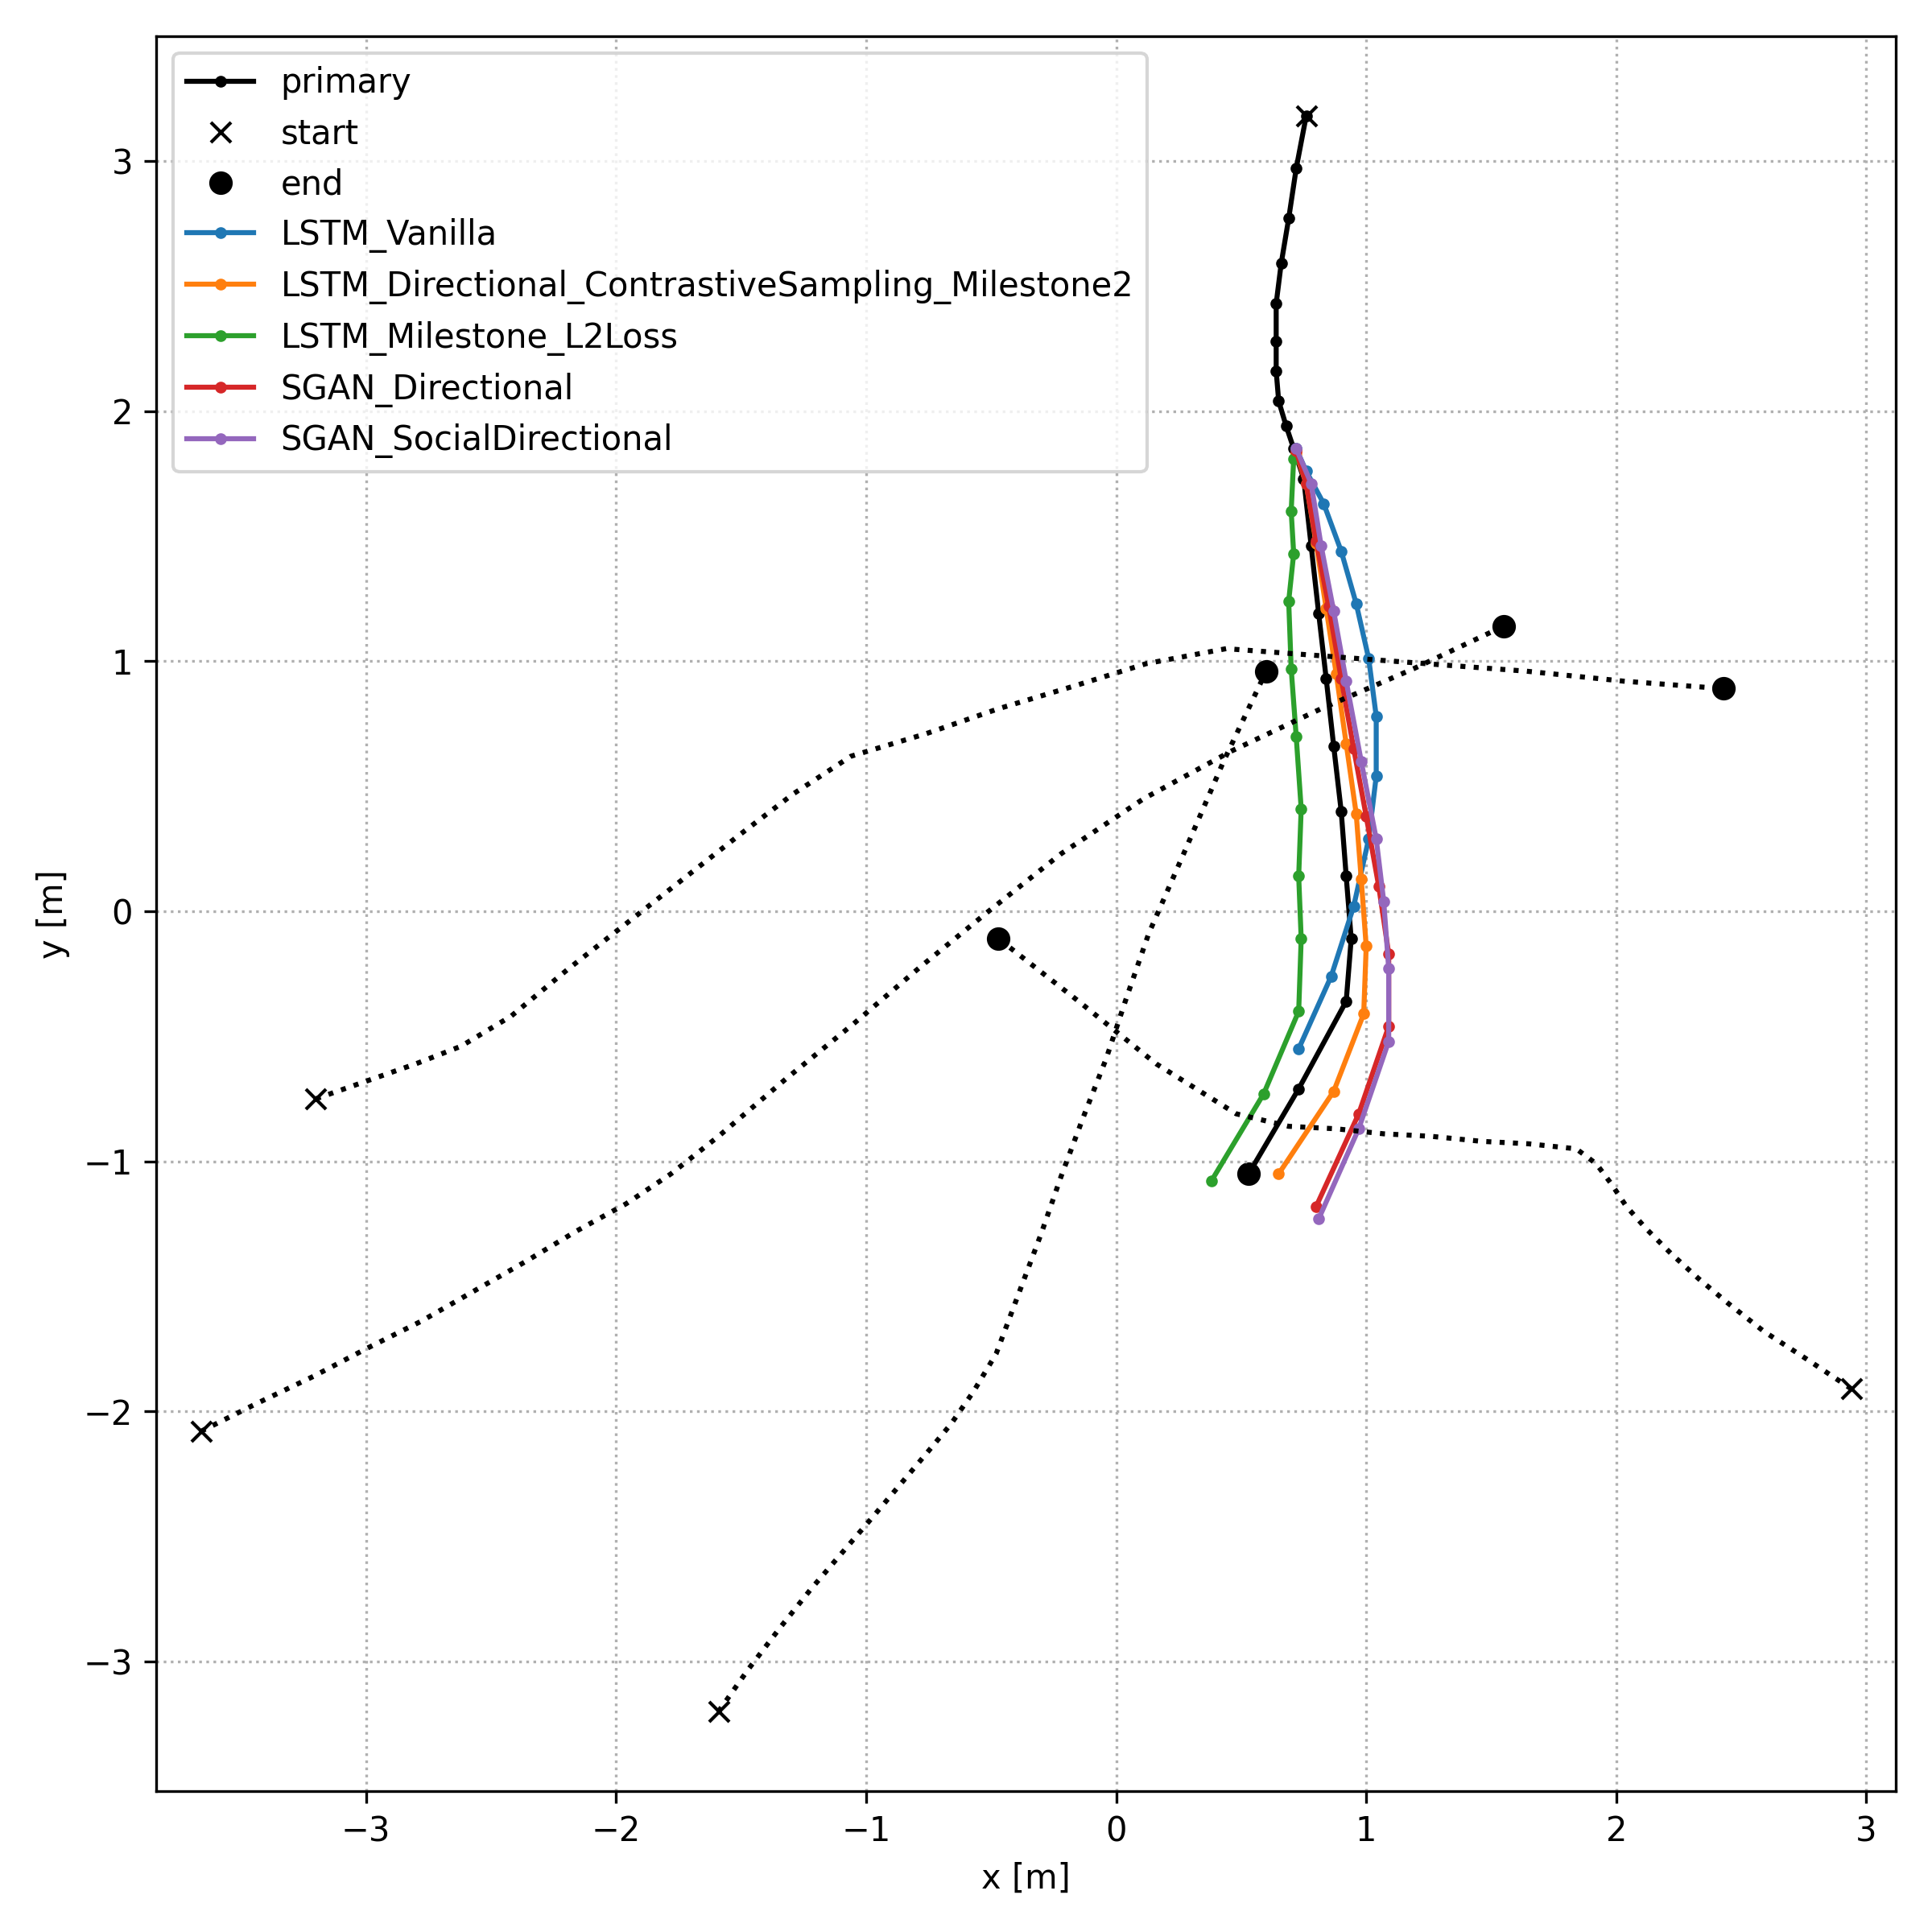 primary
start
end
LSTM_Vanilla
LSTM_Directional_ContrastiveSampling_Milestone2
LSTM_Milestone_L2Loss
SGAN_Directional
SGAN_SocialDirectional
3
2
1
0
−1
−2
−3
y [m]
−3 −2 −1 0 1 2 3
x [m]